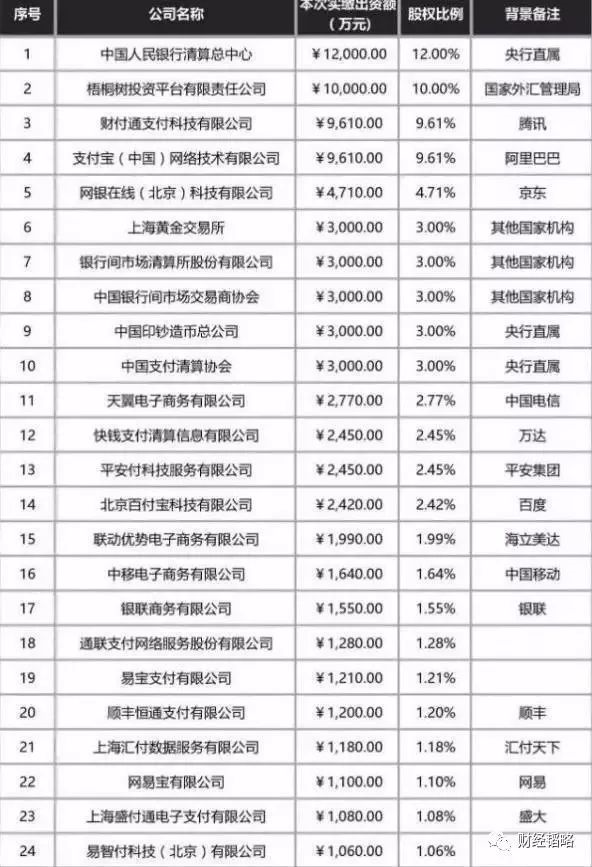 序号 公司名称 本次实缴出资额（万元） 股权比例 背景备注
1 中国人民银行清算总中心 ￥12,000.00 12.00% 央行直属
2 梧桐树投资平台有限责任公司 ￥10,000.00 10.00% 国家外汇管理局
3 财付通支付科技有限公司 ￥9,610.00 9.61% 腾讯
4 支付宝（中国）网络技术有限公司 ￥9,610.00 9.61% 阿里巴巴
5 网银在线（北京）科技有限公司 ￥4,710.00 4.71% 京东
6 上海黄金交易所 ￥3,000.00 3.00% 其他国家机构
7 银行间市场清算所股份有限公司 ￥3,000.00 3.00% 其他国家机构
8 中国银行间市场交易商协会 ￥3,000.00 3.00% 其他国家机构
9 中国印钞造币总公司 ￥3,000.00 3.00% 央行直属
10 中国支付清算协会 ￥3,000.00 3.00% 央行直属
11 天翼电子商务有限公司 ￥2,770.00 2.77% 中国电信
12 快钱支付清算信息有限公司 ￥2,450.00 2.45% 万达
13 平安付科技服务有限公司 ￥2,450.00 2.45% 平安集团
14 北京百付宝科技有限公司 ￥2,420.00 2.42% 百度
15 联动优势电子商务有限公司 ￥1,990.00 1.99% 海立美达
16 中移电子商务有限公司 ￥1,640.00 1.64% 中国移动
17 银联商务有限公司 ￥1,550.00 1.55% 银联
18 通联支付网络服务股份有限公司 ￥1,280.00 1.28%
19 易宝支付有限公司 ￥1,210.00 1.21%
20 顺丰恒通支付有限公司 ￥1,200.00 1.20% 顺丰
21 上海汇付数据服务有限公司 ￥1,180.00 1.18% 汇付天下
22 网易宝有限公司 ￥1,100.00 1.10% 网易
23 上海盛付通电子支付有限公司 ￥1,080.00 1.08% 盛大
24 易智付科技（北京）有限公司 ￥1,060.00 1.06%
财经韬略